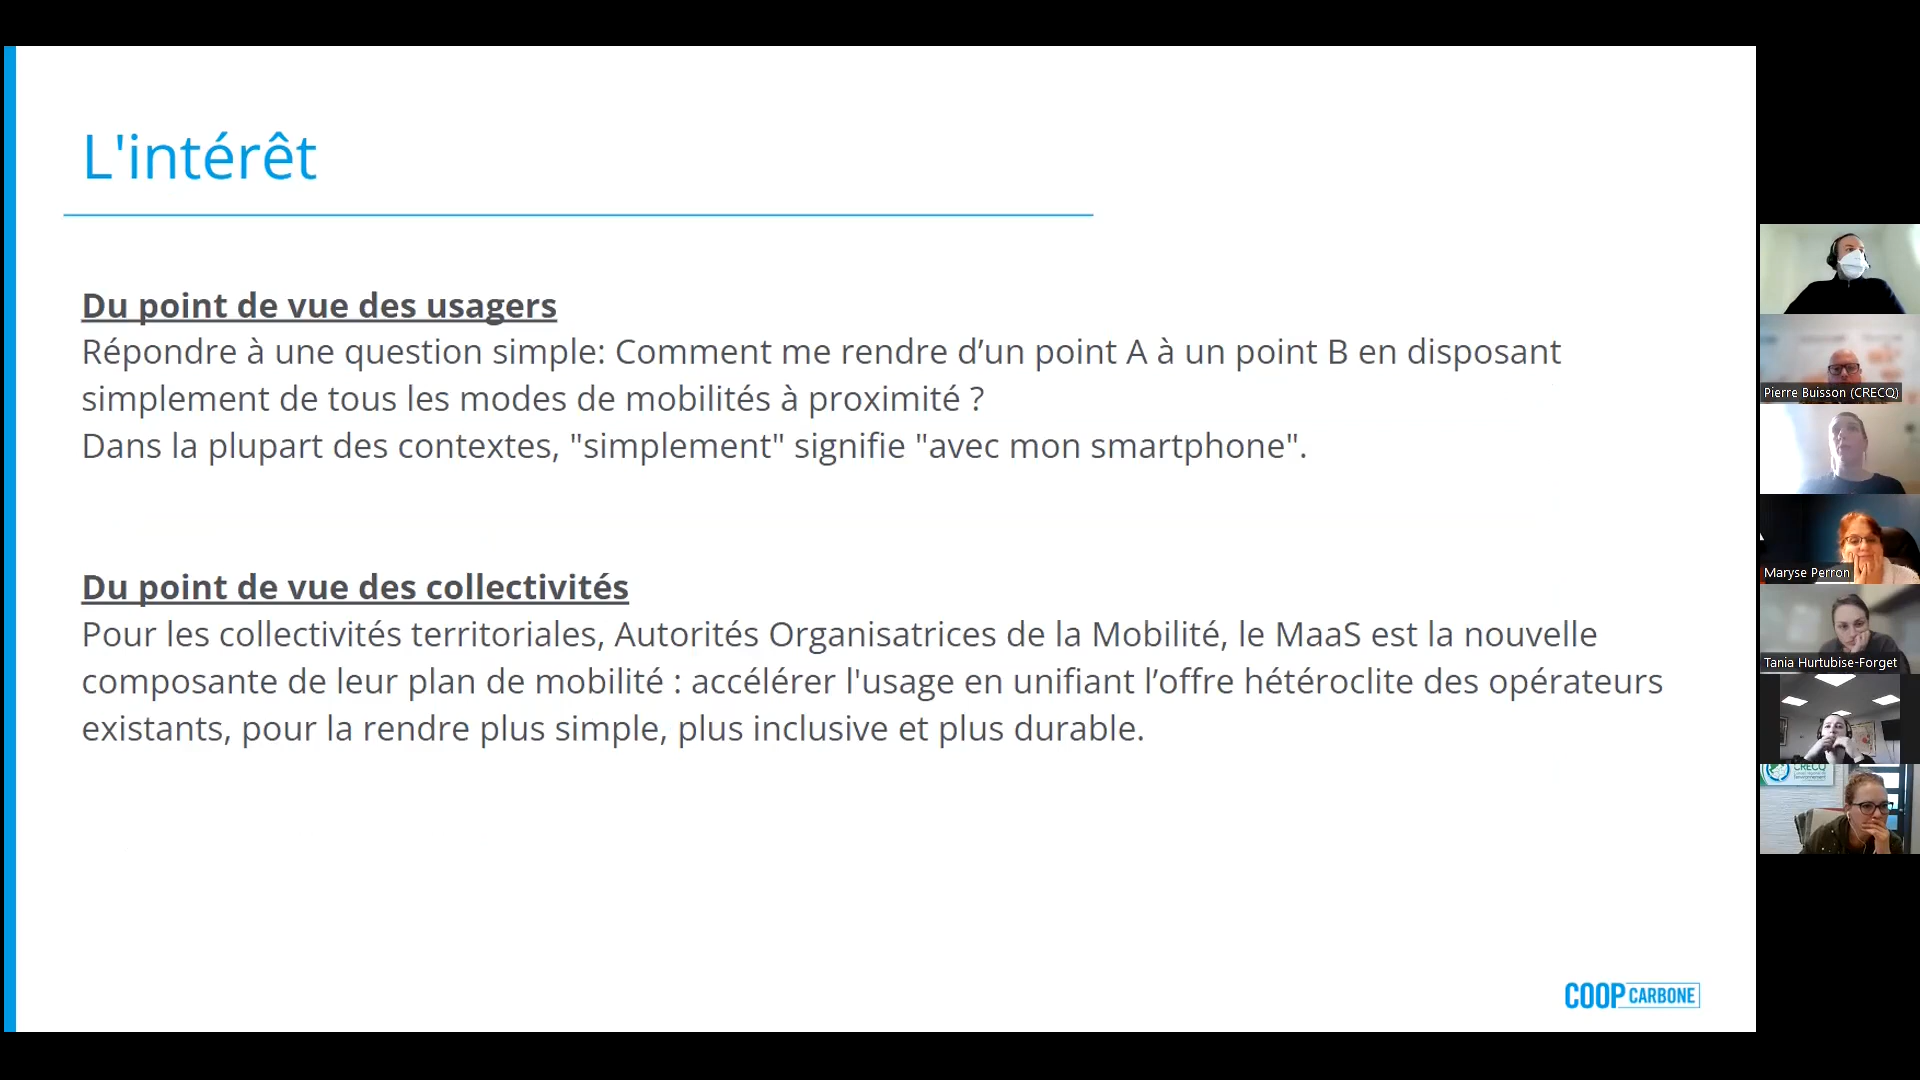 L'intérêt
Du point de vue des usagers
Répondre à une question simple: Comment me rendre d’un point A à un point B en disposant
simplement de tous les modes de mobilités à proximité ?
Dans la plupart des contextes, "simplement" signifie "avec mon smartphone".
Du point de vue des collectivités
Pour les collectivités territoriales, Autorités Organisatrices de la Mobilité, le MaaS est la nouvelle
composante de leur plan de mobilité : accélérer l'usage en unifiant l’offre hétéroclite des opérateurs
existants, pour la rendre plus simple, plus inclusive et plus durable.
COOP CARBONE
Pierre Buisson (CRECQ)
Maryse Perron
Tania Hurtubise-Forget
CRECQ